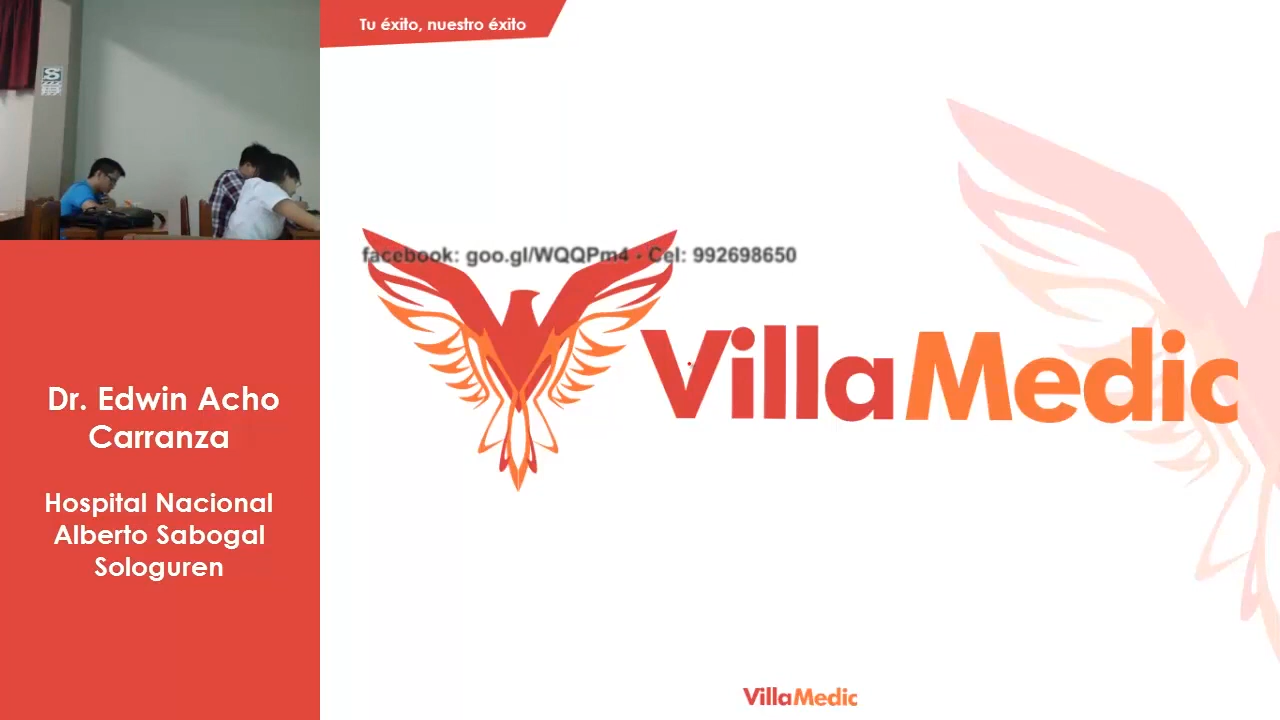 Tu éxito, nuestro éxito
S
facebook: goo.gl/WQQPm4 • Cel: 992698650
VillaMedic
Dr. Edwin Acho
Carranza
Hospital Nacional
Alberto Sabogal
Sologuren
VillaMedic